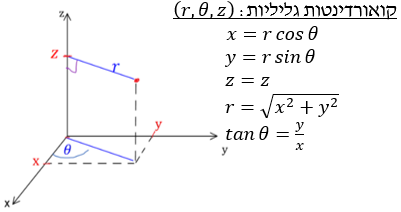 קואורדינטות גליליות: (r, θ, z)
x = r cos θ
y = r sin θ
z = z
r = √(x² + y²)
tan θ = y/x
z
z
r
x
θ
y
y
x